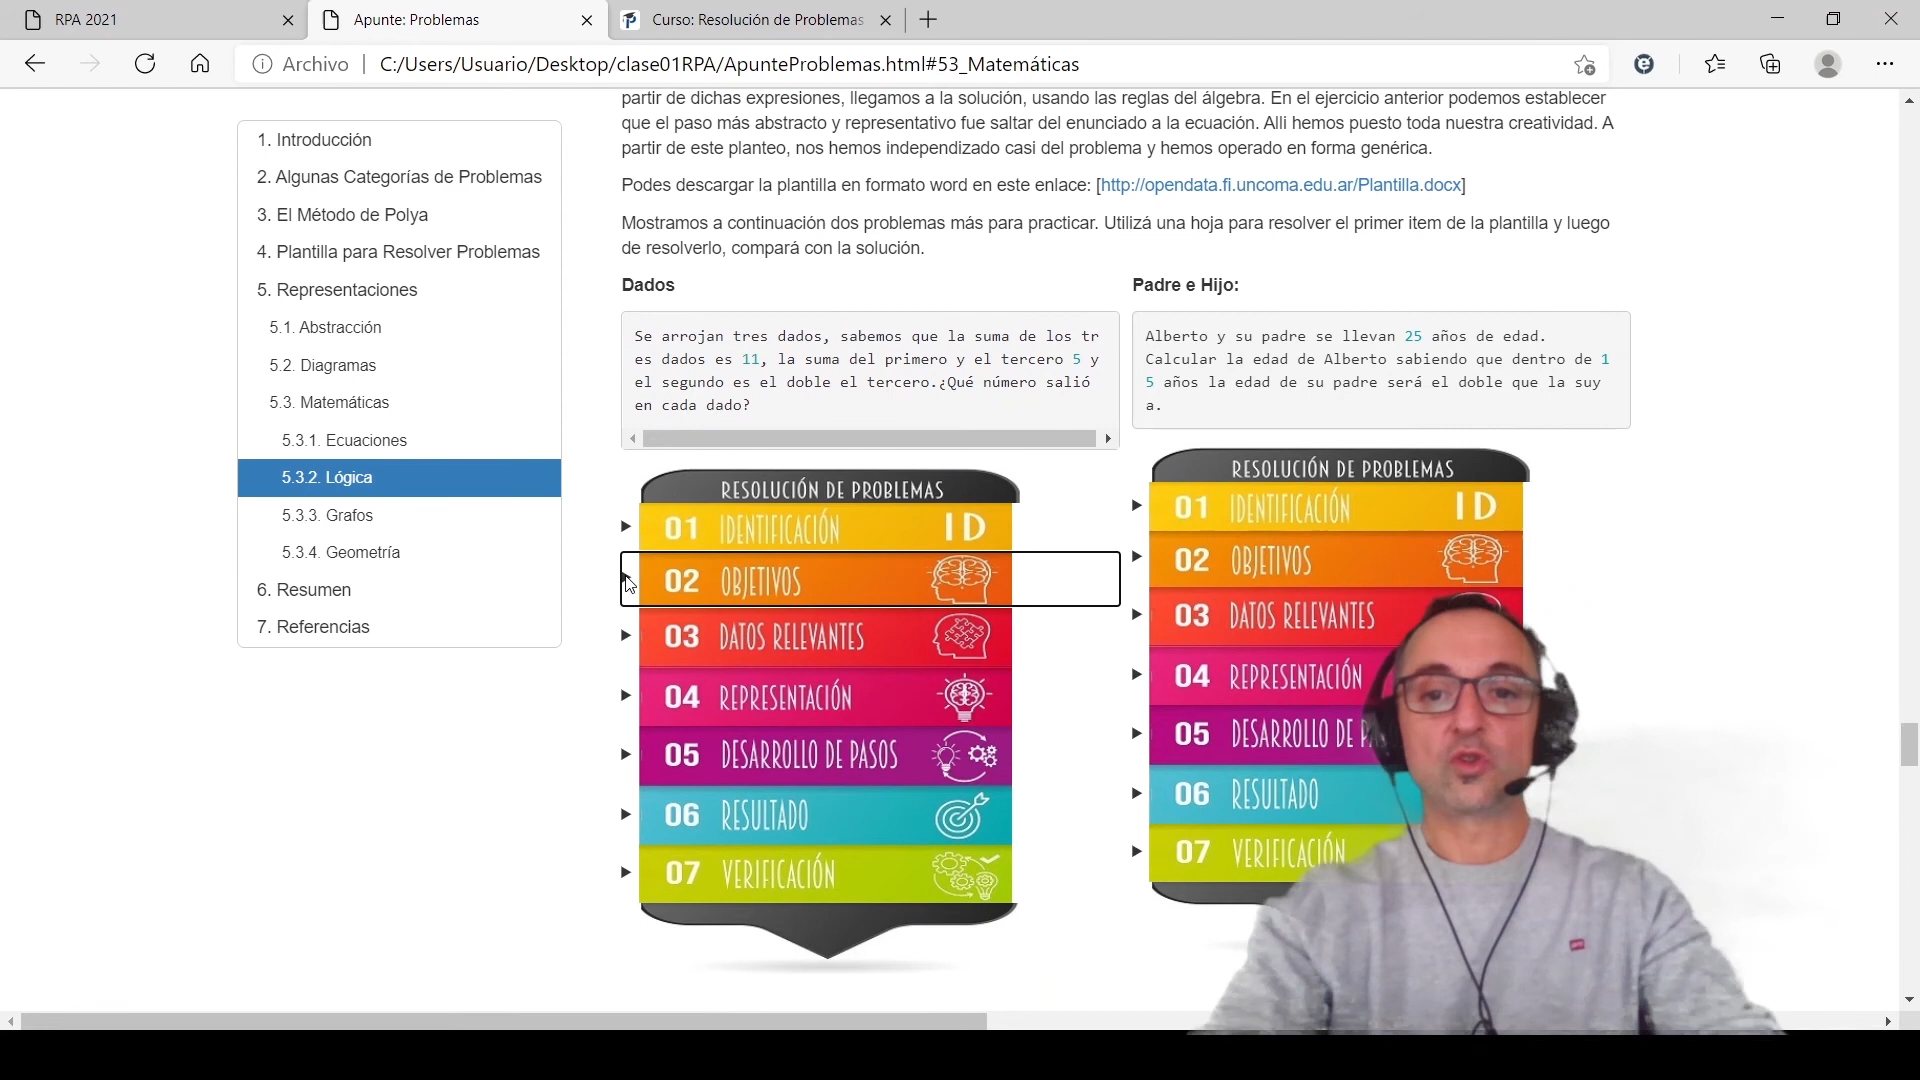 RPA 2021
Apunte: Problemas
Curso: Resolución de Problemas
Archivo
C:/Users/Usuario/Desktop/clase01RPA/ApunteProblemas.html#53_Matemáticas
1. Introducción
2. Algunas Categorías de Problemas
3. El Método de Polya
4. Plantilla para Resolver Problemas
5. Representaciones
5.1. Abstracción
5.2. Diagramas
5.3. Matemáticas
5.3.1. Ecuaciones
5.3.2. Lógica
5.3.3. Grafos
5.3.4. Geometría
6. Resumen
7. Referencias
partir de dichas expresiones, llegamos a la solución, usando las reglas del álgebra. En el ejercicio anterior podemos establecer
que el paso más abstracto y representativo fue saltar del enunciado a la ecuación. Alli hemos puesto toda nuestra creatividad. A
partir de este planteo, nos hemos independizado casi del problema y hemos operado en forma genérica.
Podes descargar la plantilla en formato word en este enlace: [http://opendata.fi.uncoma.edu.ar/Plantilla.docx]
Mostramos a continuación dos problemas más para practicar. Utilizá una hoja para resolver el primer item de la plantilla y luego
de resolverlo, compará con la solución.
Dados
Se arrojan tres dados, sabemos que la suma de los tr
es dados es 11, la suma del primero y el tercero 5 y
el segundo es el doble el tercero.¿Qué número salió
en cada dado?
RESOLUCIÓN DE PROBLEMAS
01 IDENTIFICACIÓN ID
02 OBJETIVOS
03 DATOS RELEVANTES
04 REPRESENTACIÓN
05 DESARROLLO DE PASOS
06 RESULTADO
07 VERIFICACIÓN
Padre e Hijo:
Alberto y su padre se llevan 25 años de edad.
Calcular la edad de Alberto sabiendo que dentro de 1
5 años la edad de su padre será el doble que la suy
a.
RESOLUCIÓN DE PROBLEMAS
01 IDENTIFICACIÓN ID
02 OBJETIVOS
03 DATOS RELEVANTES
04 REPRESENTACIÓN
05 DESARROLLO DE
06 RESULTADO
07 VERIFICACIÓN